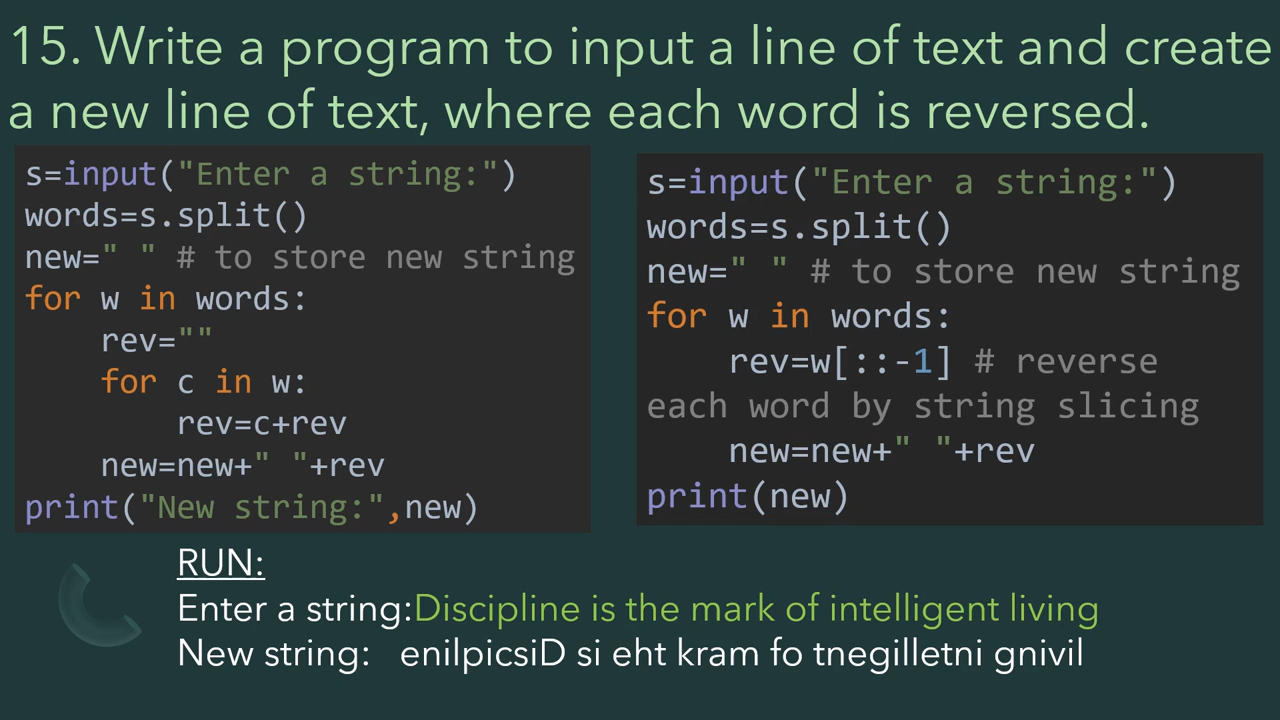 15. Write a program to input a line of text and create
a new line of text, where each word is reversed.
s=input("Enter a string:")
words=s.split()
new=" " # to store new string
for w in words:
    rev=""
    for c in w:
        rev=c+rev
    new=new+" "+rev
print("New string:",new)
s=input("Enter a string:")
words=s.split()
new=" " # to store new string
for w in words:
    rev=w[::-1] # reverse
each word by string slicing
    new=new+" "+rev
print(new)
RUN:
Enter a string:Discipline is the mark of intelligent living
New string:   enilpicsiD si eht kram fo tnegilletni gnivil